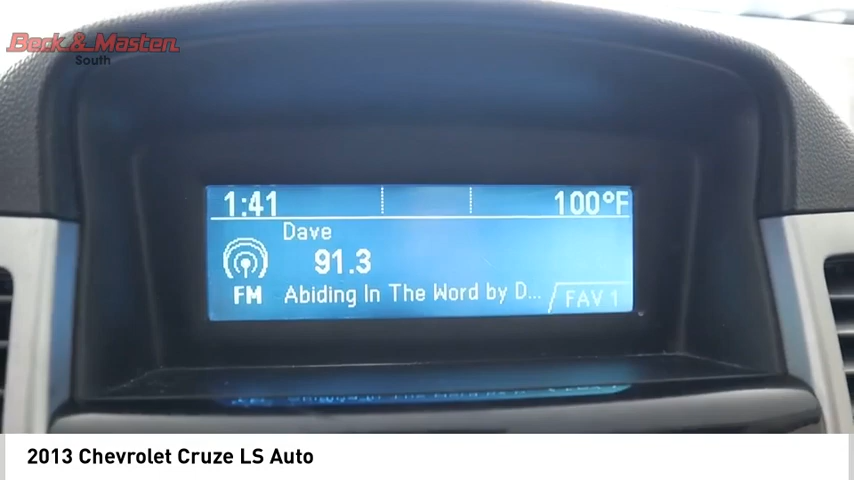 Beck & Masten
South
1:41 100°F
Dave
91.3
FM Abiding In The Word by D... FAV 1
2013 Chevrolet Cruze LS Auto